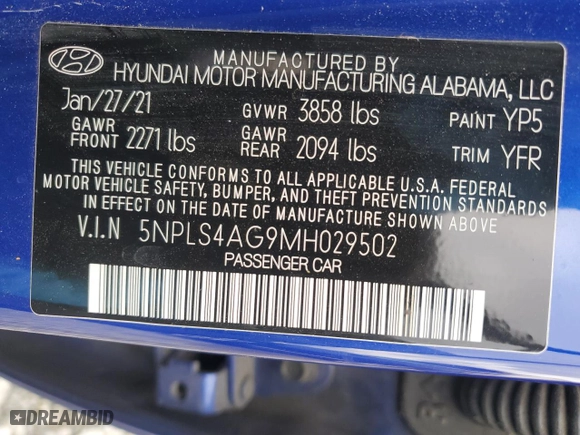 MANUFACTURED BY
HYUNDAI MOTOR MANUFACTURING ALABAMA, LLC
Jan/27/21 GVWR 3858 lbs PAINT YP5
GAWR FRONT 2271 lbs GAWR REAR 2094 lbs TRIM YFR
THIS VEHICLE CONFORMS TO ALL APPLICABLE U.S.A. FEDERAL
MOTOR VEHICLE SAFETY, BUMPER, AND THEFT PREVENTION STANDARDS
IN EFFECT ON THE DATE OF MANUFACTURE SHOWN ABOVE
V.I.N 5NPLS4AG9MH029502
PASSENGER CAR
DREAMBID